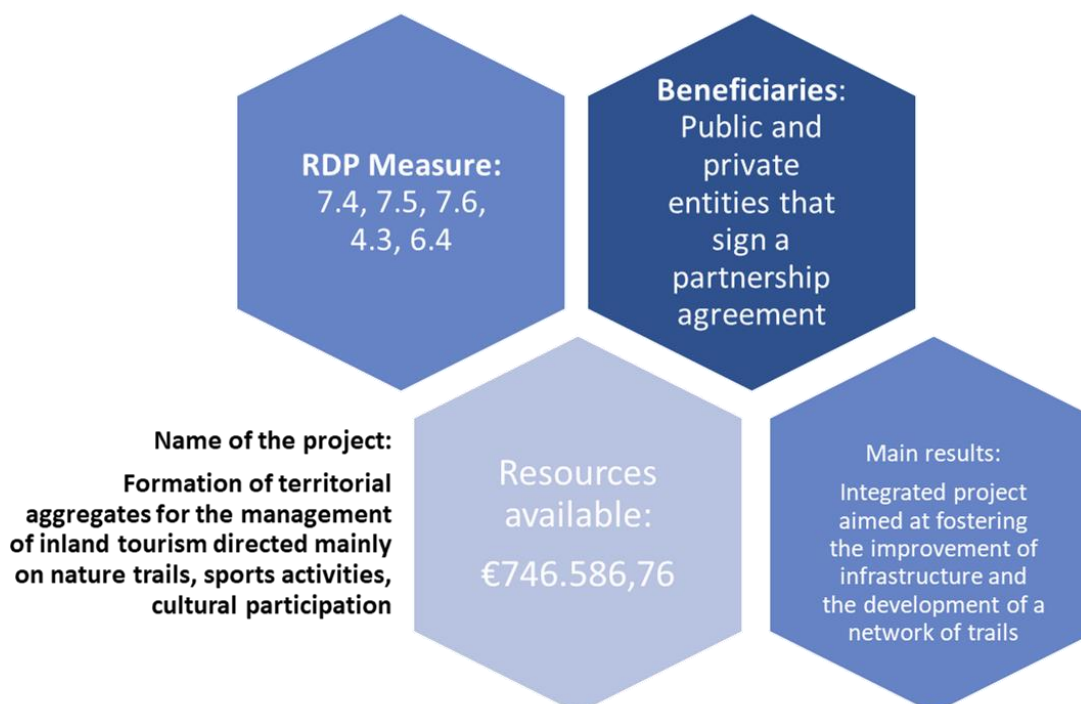 RDP Measure:
7.4, 7.5, 7.6,
4.3, 6.4
Beneficiaries:
Public and
private
entities that
sign a
partnership
agreement
Name of the project:
Formation of territorial
aggregates for the management
of inland tourism directed mainly
on nature trails, sports activities,
cultural participation
Resources
available:
€746.586,76
Main results:
Integrated project
aimed at fostering
the improvement of
infrastructure and
the development of a
network of trails